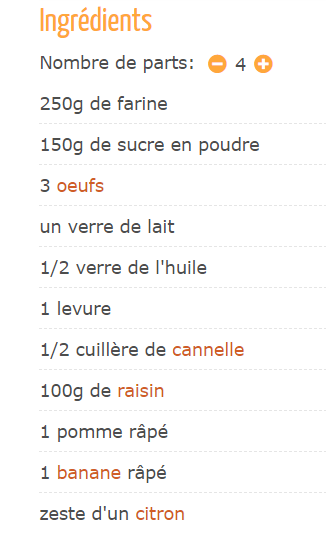 Ingrédients
Nombre de parts: 4
250g de farine
150g de sucre en poudre
3 oeufs
un verre de lait
1/2 verre de l'huile
1 levure
1/2 cuillère de cannelle
100g de raisin
1 pomme râpé
1 banane râpé
zeste d'un citron